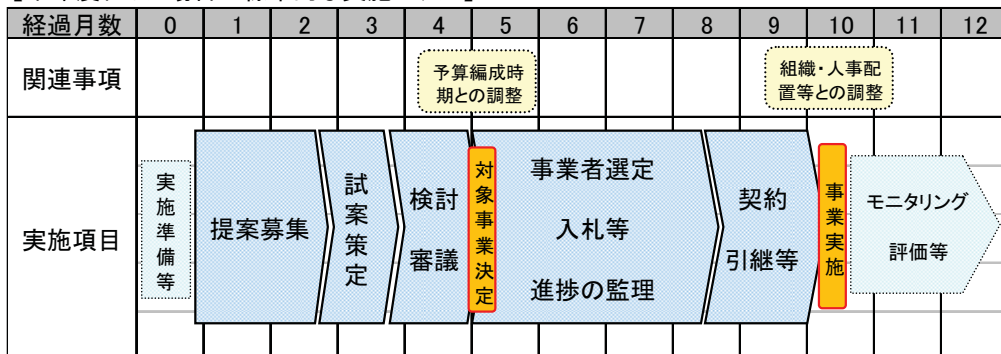 経過月数 0 1 2 3 4 5 6 7 8 9 10 11 12
関連事項
予算編成時
期との調整
組織・人事配
置等との調整
実施項目
実施準備等
提案募集
試案策定
検討
審議
対象事業決定
事業者選定
入札等
進捗の監理
契約
引継等
事業実施
モニタリング
評価等